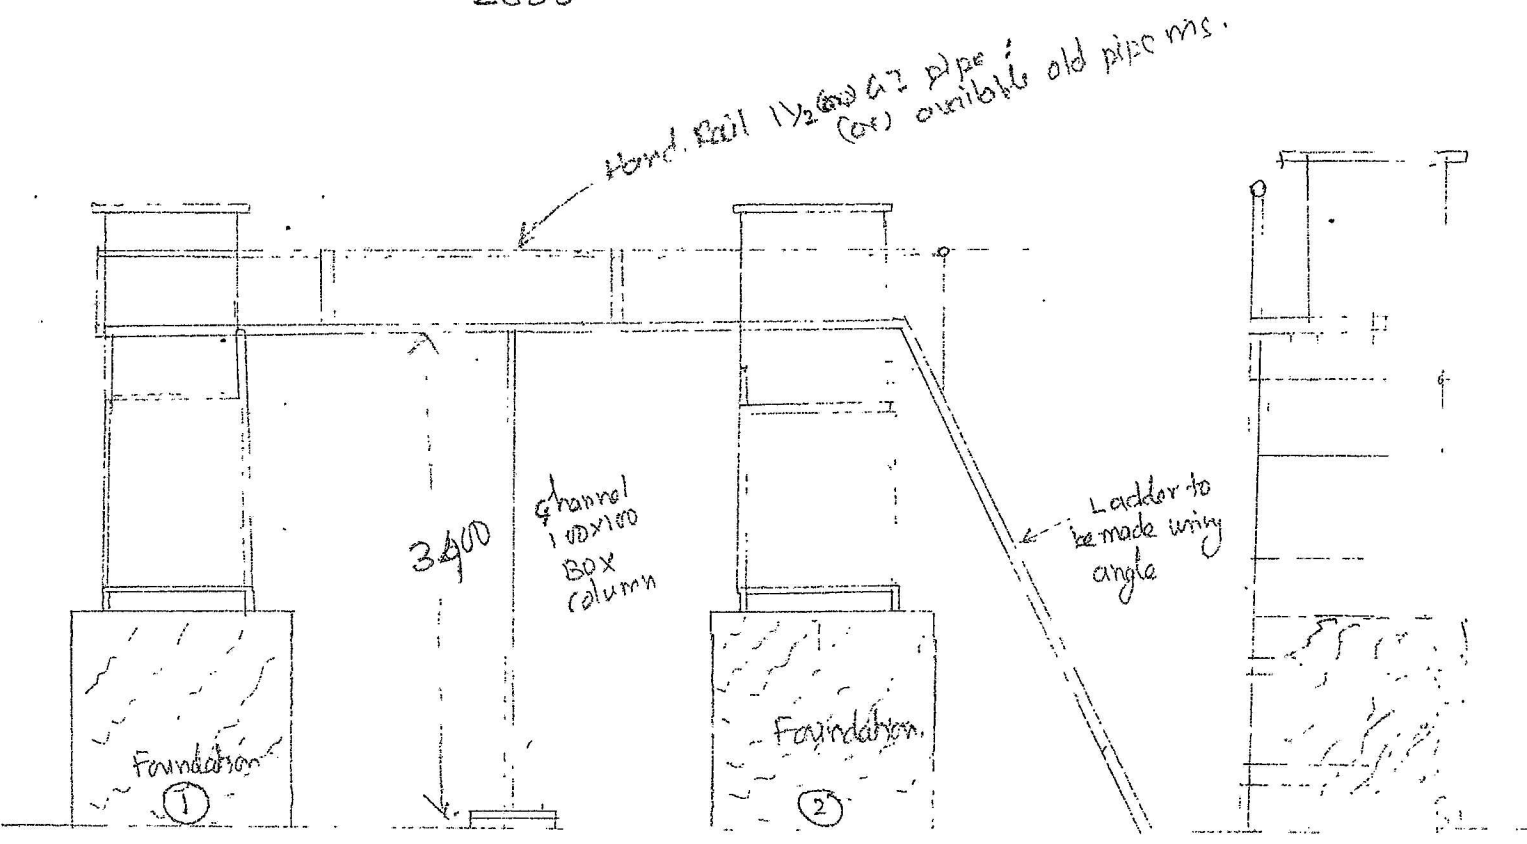 Hand. Rail 1½ GI pipe
(or) available old pipe ms.
3400
channel
100x100
BOX
column
Ladder to
be made using
angle
Foundation
1
Foundation.
2